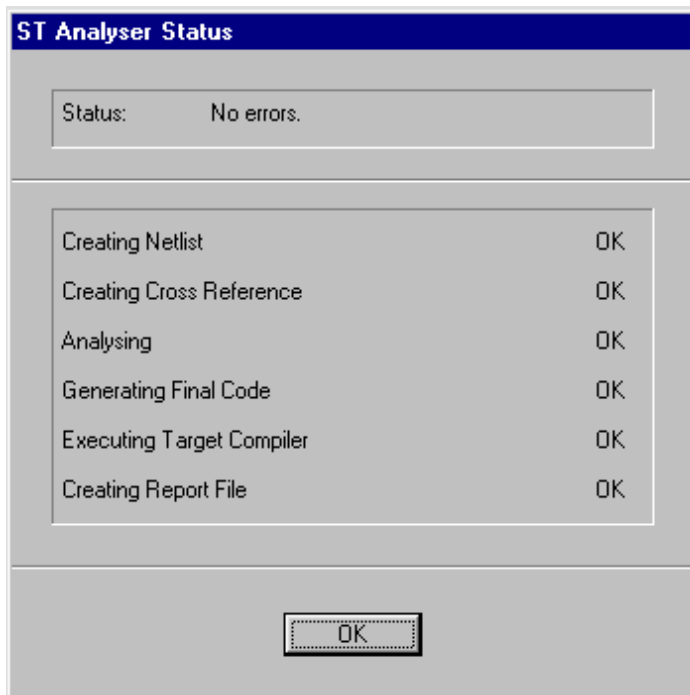 ST Analyser Status
Status: No errors.
Creating Netlist OK
Creating Cross Reference OK
Analysing OK
Generating Final Code OK
Executing Target Compiler OK
Creating Report File OK
OK